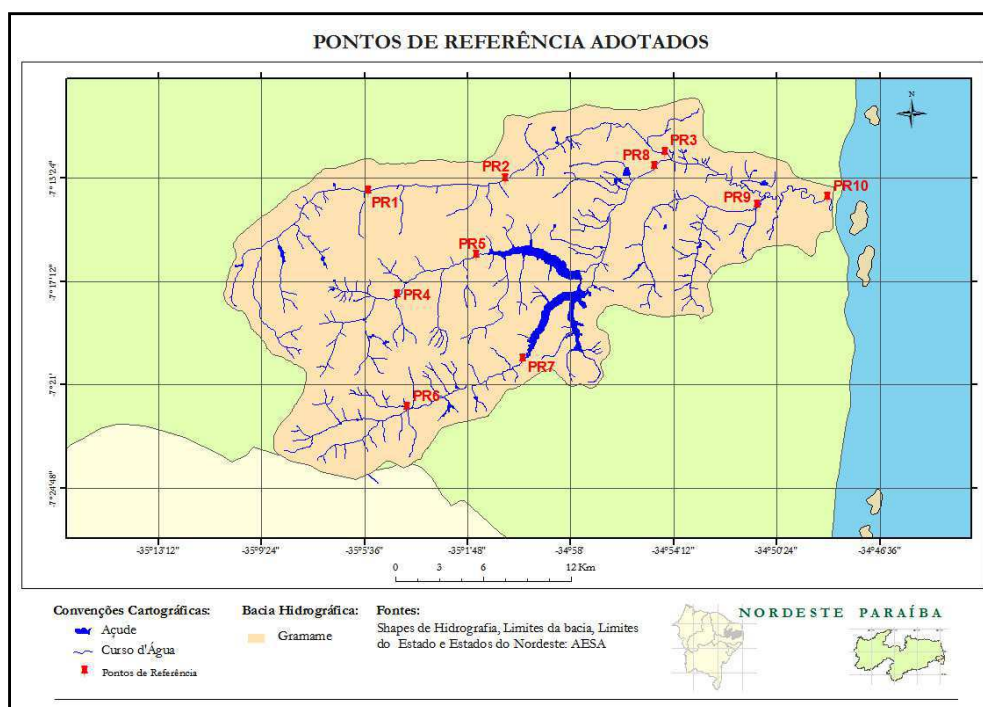 PONTOS DE REFERÊNCIA ADOTADOS
N
PR3
PR8
PR2
PR1
PR10
PR9
PR5
PR4
PR7
PR6
-7°13'24"
-7°17'12"
-7°21'
-7°24'48"
-35°13'12"
-35°9'24"
-35°5'36"
-35°1'48"
-34°58'
-34°54'12"
-34°50'24"
-34°46'36"
0 3 6 12 Km
Convenções Cartográficas:
Açude
Curso d'Água
Pontos de Referência
Bacia Hidrográfica:
Gramame
Fontes:
Shapes de Hidrografia, Limites da bacia, Limites
do Estado e Estados do Nordeste: AESA
NORDESTE PARAÍBA